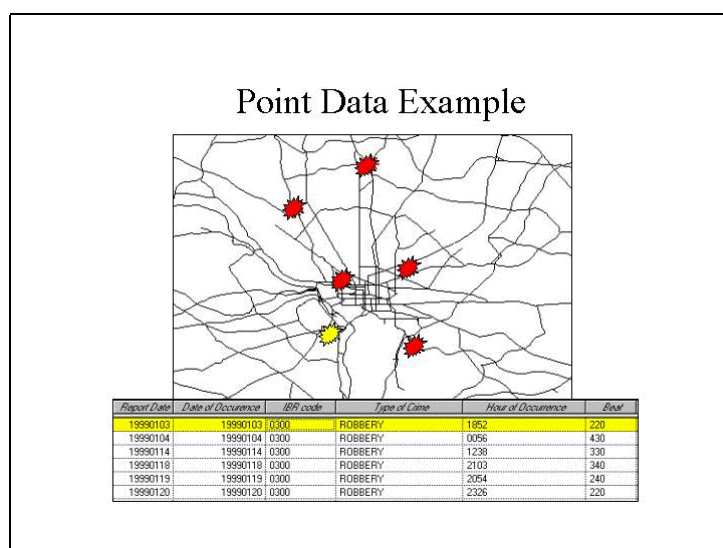 Point Data Example
Report Date Date of Occurence IBR code Type of Crime Hour of Occurrence Beat
19990103 19990103 0300 ROBBERY 1852 220
19990104 19990104 0300 ROBBERY 0056 430
19990114 19990114 0300 ROBBERY 1238 330
19990118 19990118 0300 ROBBERY 2103 340
19990119 19990119 0300 ROBBERY 2054 240
19990120 19990120 0300 ROBBERY 2326 220